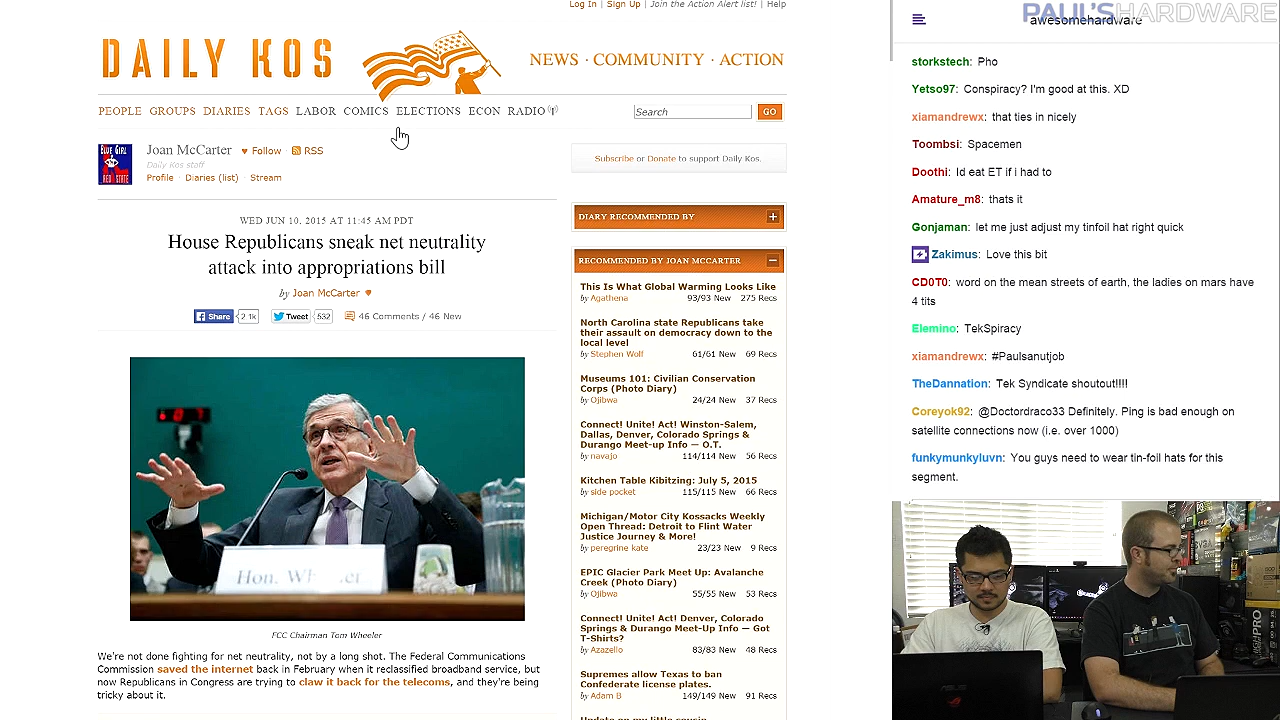 Log In | Sign Up | Join the Action Alert list! | Help
DAILY KOS
NEWS · COMMUNITY · ACTION
PEOPLE GROUPS DIARIES TAGS LABOR COMICS ELECTIONS ECON RADIO
Search GO
Joan McCarter ♥ Follow · RSS
Daily Kos staff
Profile · Diaries (list) · Stream
Subscribe or Donate to support Daily Kos.
WED JUN 10, 2015 AT 11:45 AM PDT
House Republicans sneak net neutrality
attack into appropriations bill
by Joan McCarter ♥
Share 2.1k Tweet 532 46 Comments / 46 New
FCC Chairman Tom Wheeler
We're not done fighting for net neutrality, not by a long shot. The Federal Communications
Commission saved the internet back in February when it reclassified broadband service, but
now Republicans in Congress are trying to claw it back for the telecoms, and they're being
tricky about it.
DIARY RECOMMENDED BY +
RECOMMENDED BY JOAN MCCARTER −
This Is What Global Warming Looks Like
by Agathena 93/93 New 275 Recs
North Carolina state Republicans take
their assault on democracy down to the
local level
by Stephen Wolf 61/61 New 69 Recs
Museums 101: Civilian Conservation
Corps (Photo Diary)
by Ojibwa 24/24 New 37 Recs
Connect! Unite! Act! Winston-Salem,
Dallas, Denver, Colorado Springs &
Durango Meet-up Info — O.T.
by navajo 114/114 New 56 Recs
Kitchen Table Kibitzing: July 5, 2015
by side pocket 115/115 New 66 Recs
Michigan/Motor City Kossacks Weekly
Open Thread: Detroit to Flint Water
Justice Journey & More!
by peregrine kate 23/23 New 9 Recs
EPIC Glacier Park Meet Up: Avalanche
Creek (Photo Diary)
by Ojibwa 55/55 New 53 Recs
Connect! Unite! Act! Denver, Colorado
Springs & Durango Meet-Up Info — Got
T-Shirts?
by Azazello 83/83 New 48 Recs
Supremes allow Texas to ban
Confederate license plates.
by Adam B 149/149 New 91 Recs
Update on my little cousin
PAUL'SHARDWARE
awesomehardware
storkstech: Pho
Yetso97: Conspiracy? I'm good at this. XD
xiamandrewx: that ties in nicely
Toombsi: Spacemen
Doothi: Id eat ET if i had to
Amature_m8: thats it
Gonjaman: let me just adjust my tinfoil hat right quick
Zakimus: Love this bit
CD0T0: word on the mean streets of earth, the ladies on mars have
4 tits
Elemino: TekSpiracy
xiamandrewx: #Paulsanutjob
TheDannation: Tek Syndicate shoutout!!!!
Coreyok92: @Doctordraco33 Definitely. Ping is bad enough on
satellite connections now (i.e. over 1000)
funkymunkyluvn: You guys need to wear tin-foil hats for this
segment.